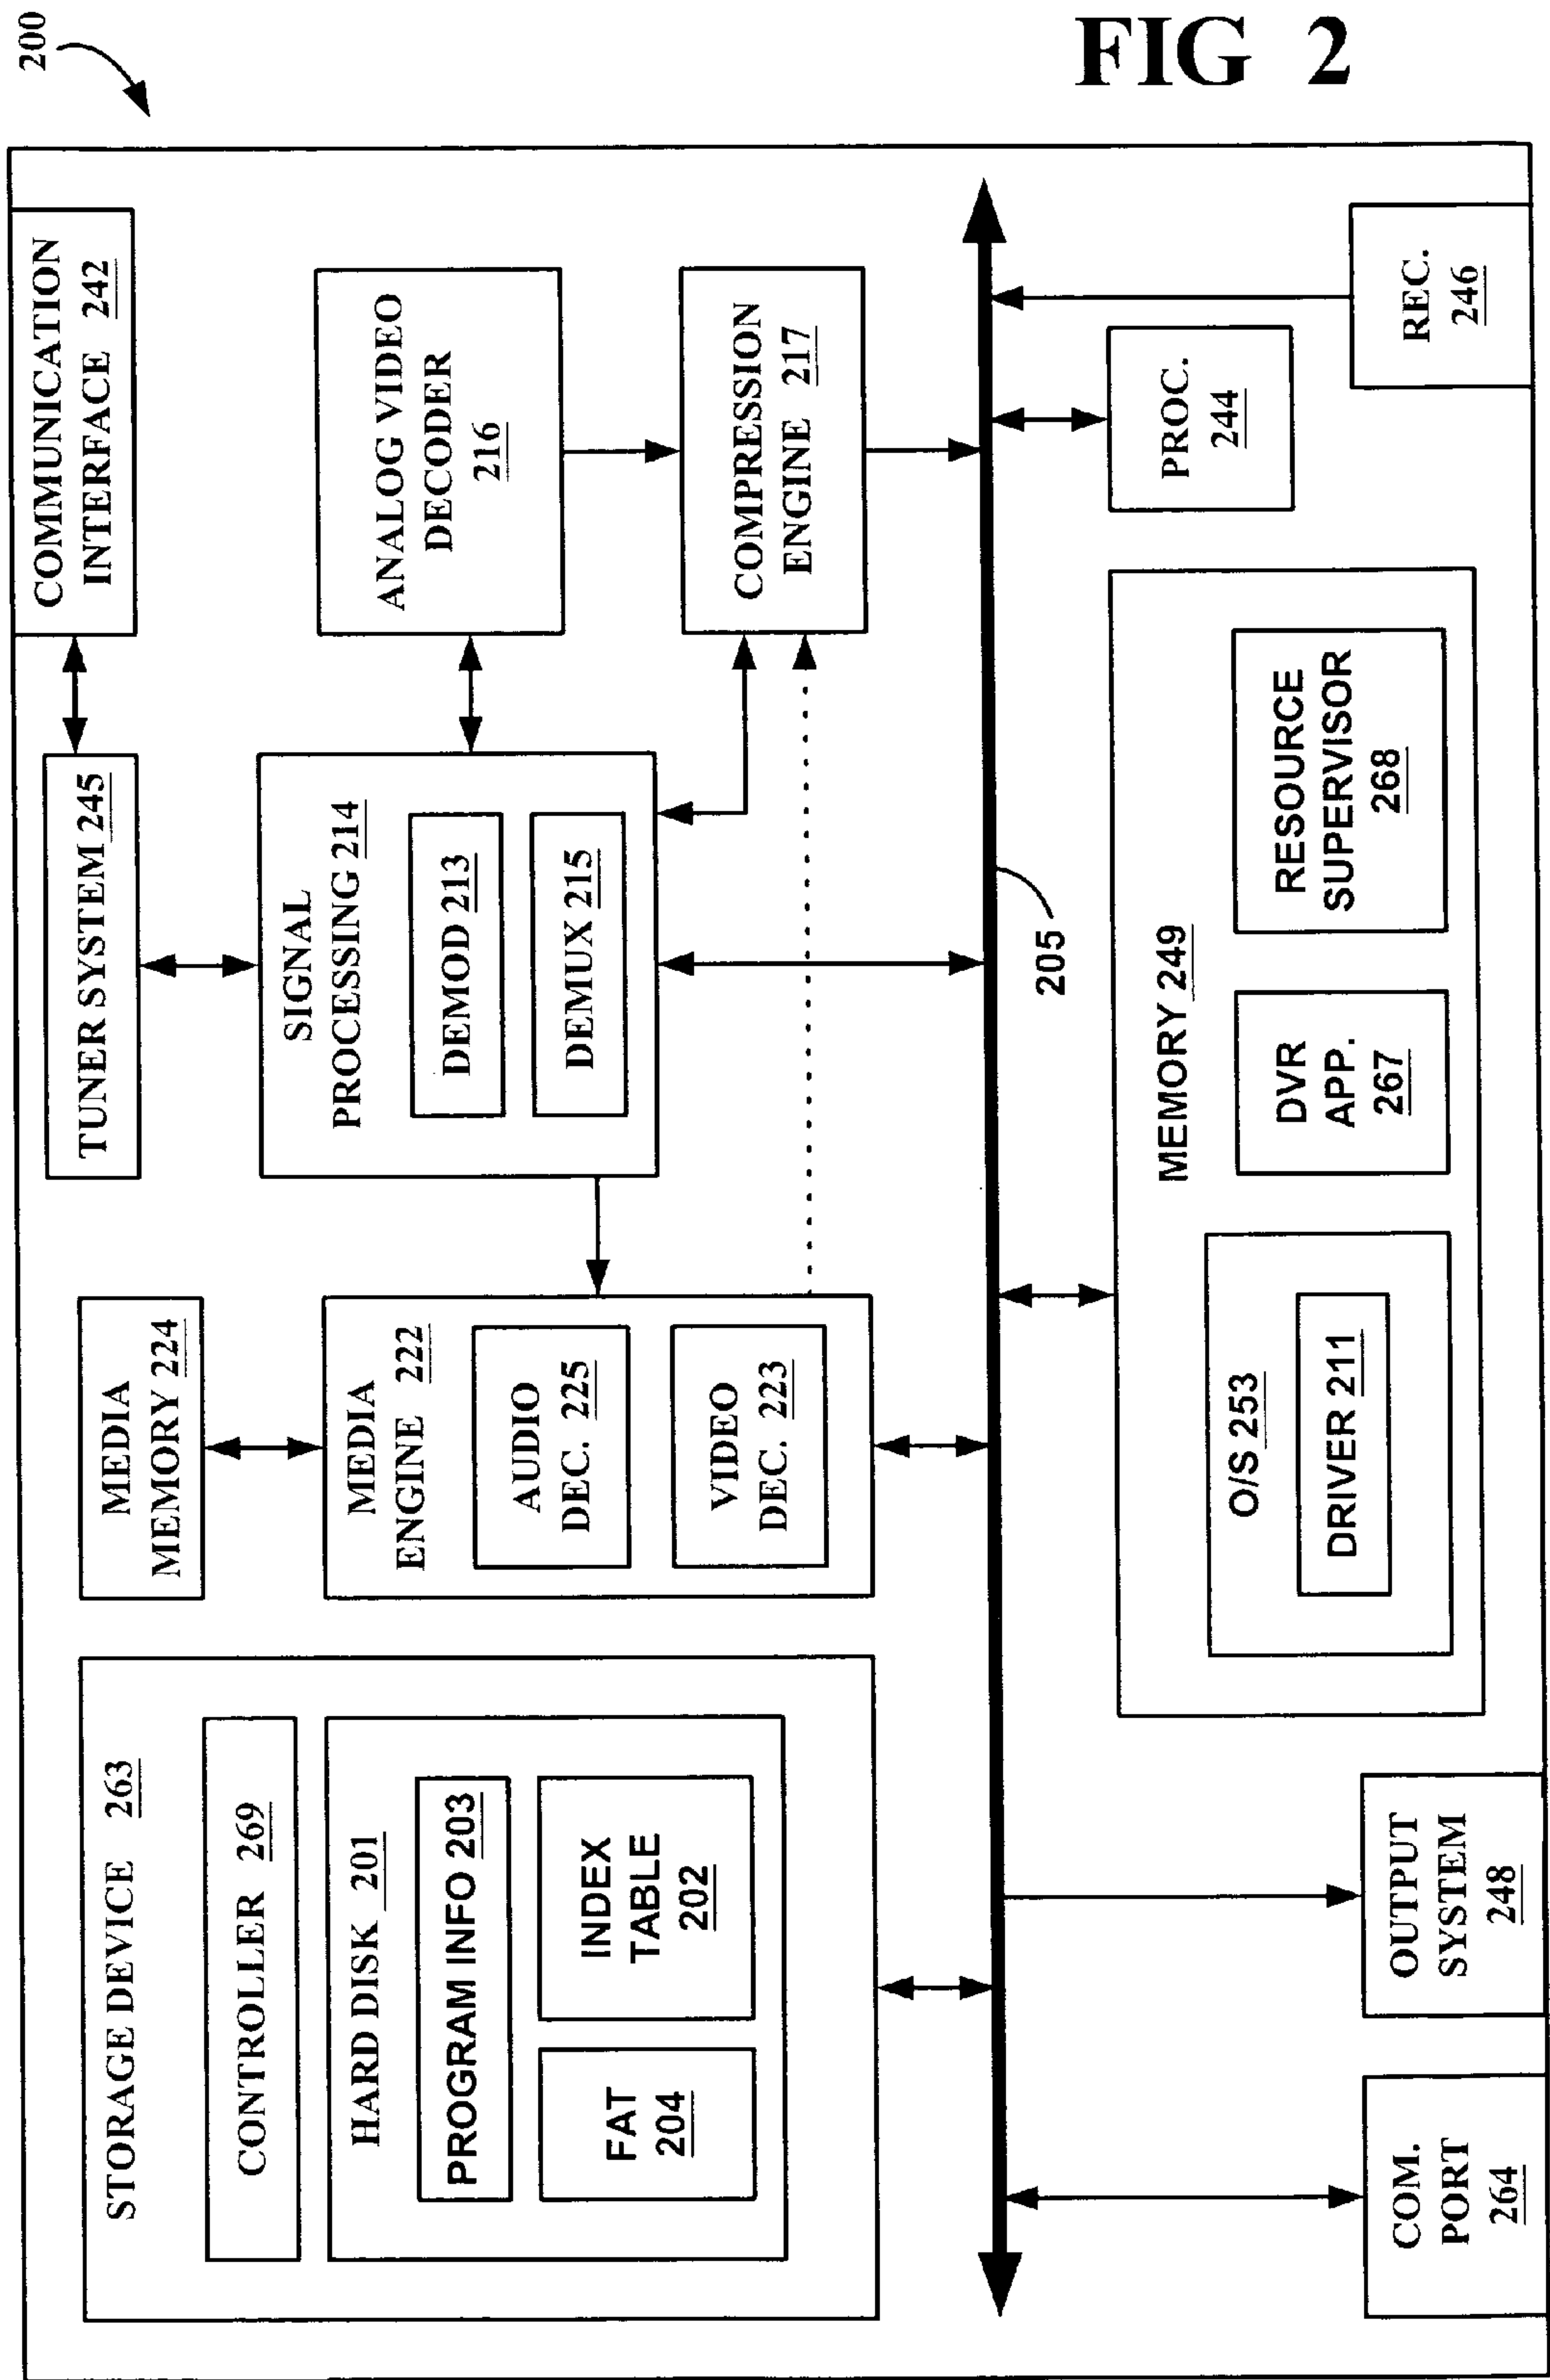 200
FIG 2
STORAGE DEVICE 263
CONTROLLER 269
HARD DISK 201
PROGRAM INFO 203
FAT
204
INDEX
TABLE
202
MEDIA
MEMORY 224
MEDIA
ENGINE 222
AUDIO
DEC. 225
VIDEO
DEC. 223
TUNER SYSTEM 245
SIGNAL
PROCESSING 214
DEMOD 213
DEMUX 215
COMMUNICATION
INTERFACE 242
ANALOG VIDEO
DECODER
216
COMPRESSION
ENGINE 217
205
COM.
PORT
264
OUTPUT
SYSTEM
248
MEMORY 249
O/S 253
DRIVER 211
DVR
APP.
267
RESOURCE
SUPERVISOR
268
PROC.
244
REC.
246